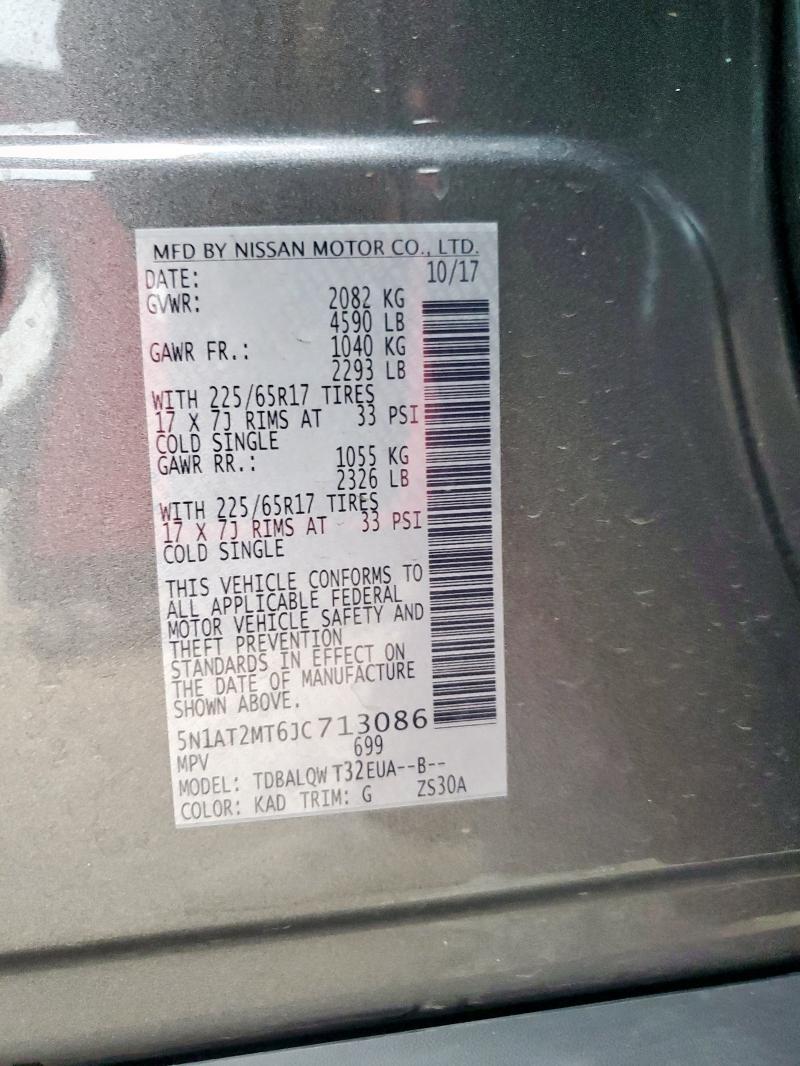 MFD BY NISSAN MOTOR CO., LTD.
DATE: 10/17
GVWR: 2082 KG
4590 LB
GAWR FR.: 1040 KG
2293 LB
WITH 225/65R17 TIRES
17 X 7J RIMS AT 33 PSI
COLD SINGLE
GAWR RR.: 1055 KG
2326 LB
WITH 225/65R17 TIRES
17 X 7J RIMS AT 33 PSI
COLD SINGLE
THIS VEHICLE CONFORMS TO
ALL APPLICABLE FEDERAL
MOTOR VEHICLE SAFETY AND
THEFT PREVENTION
STANDARDS IN EFFECT ON
THE DATE OF MANUFACTURE
SHOWN ABOVE.
5N1AT2MT6JC713086
MPV 699
MODEL: TDBALQW T32EUA--B--
COLOR: KAD TRIM: G ZS30A